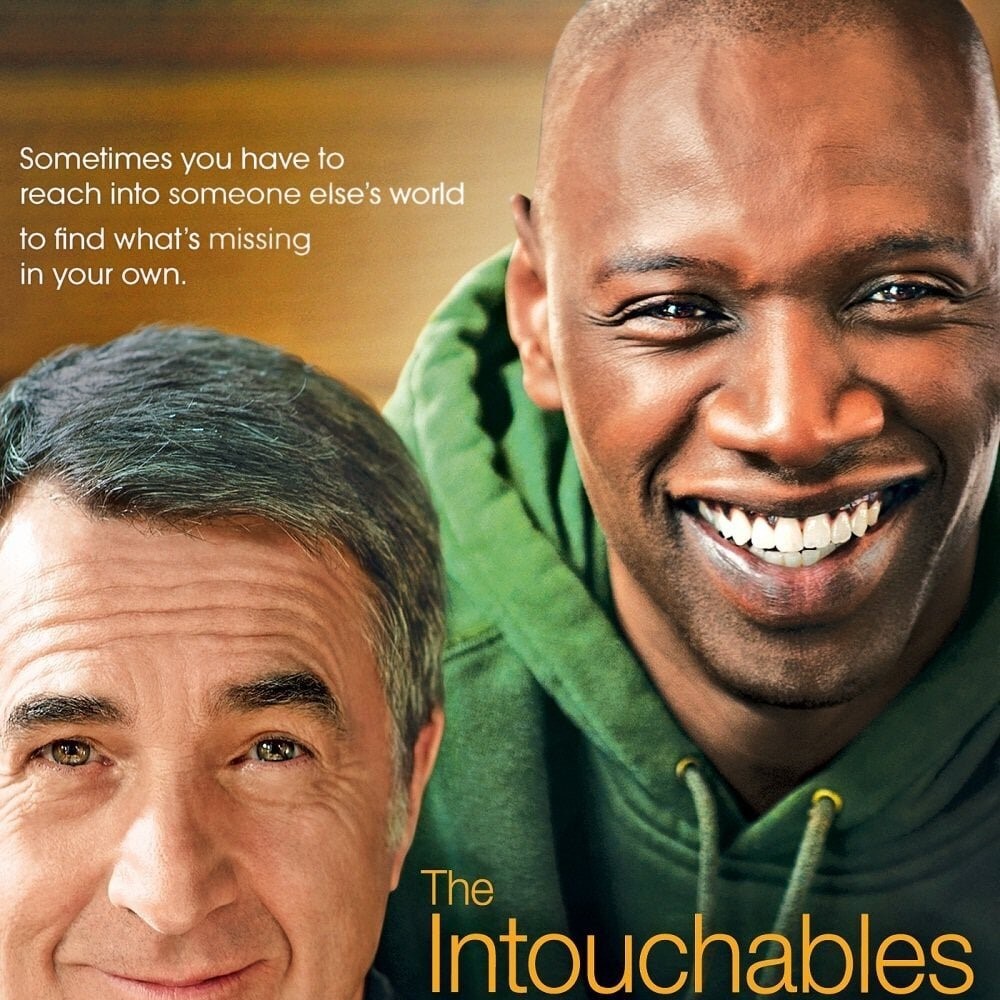 Sometimes you have to
reach into someone else's world
to find what's missing
in your own.
The
Intouchables